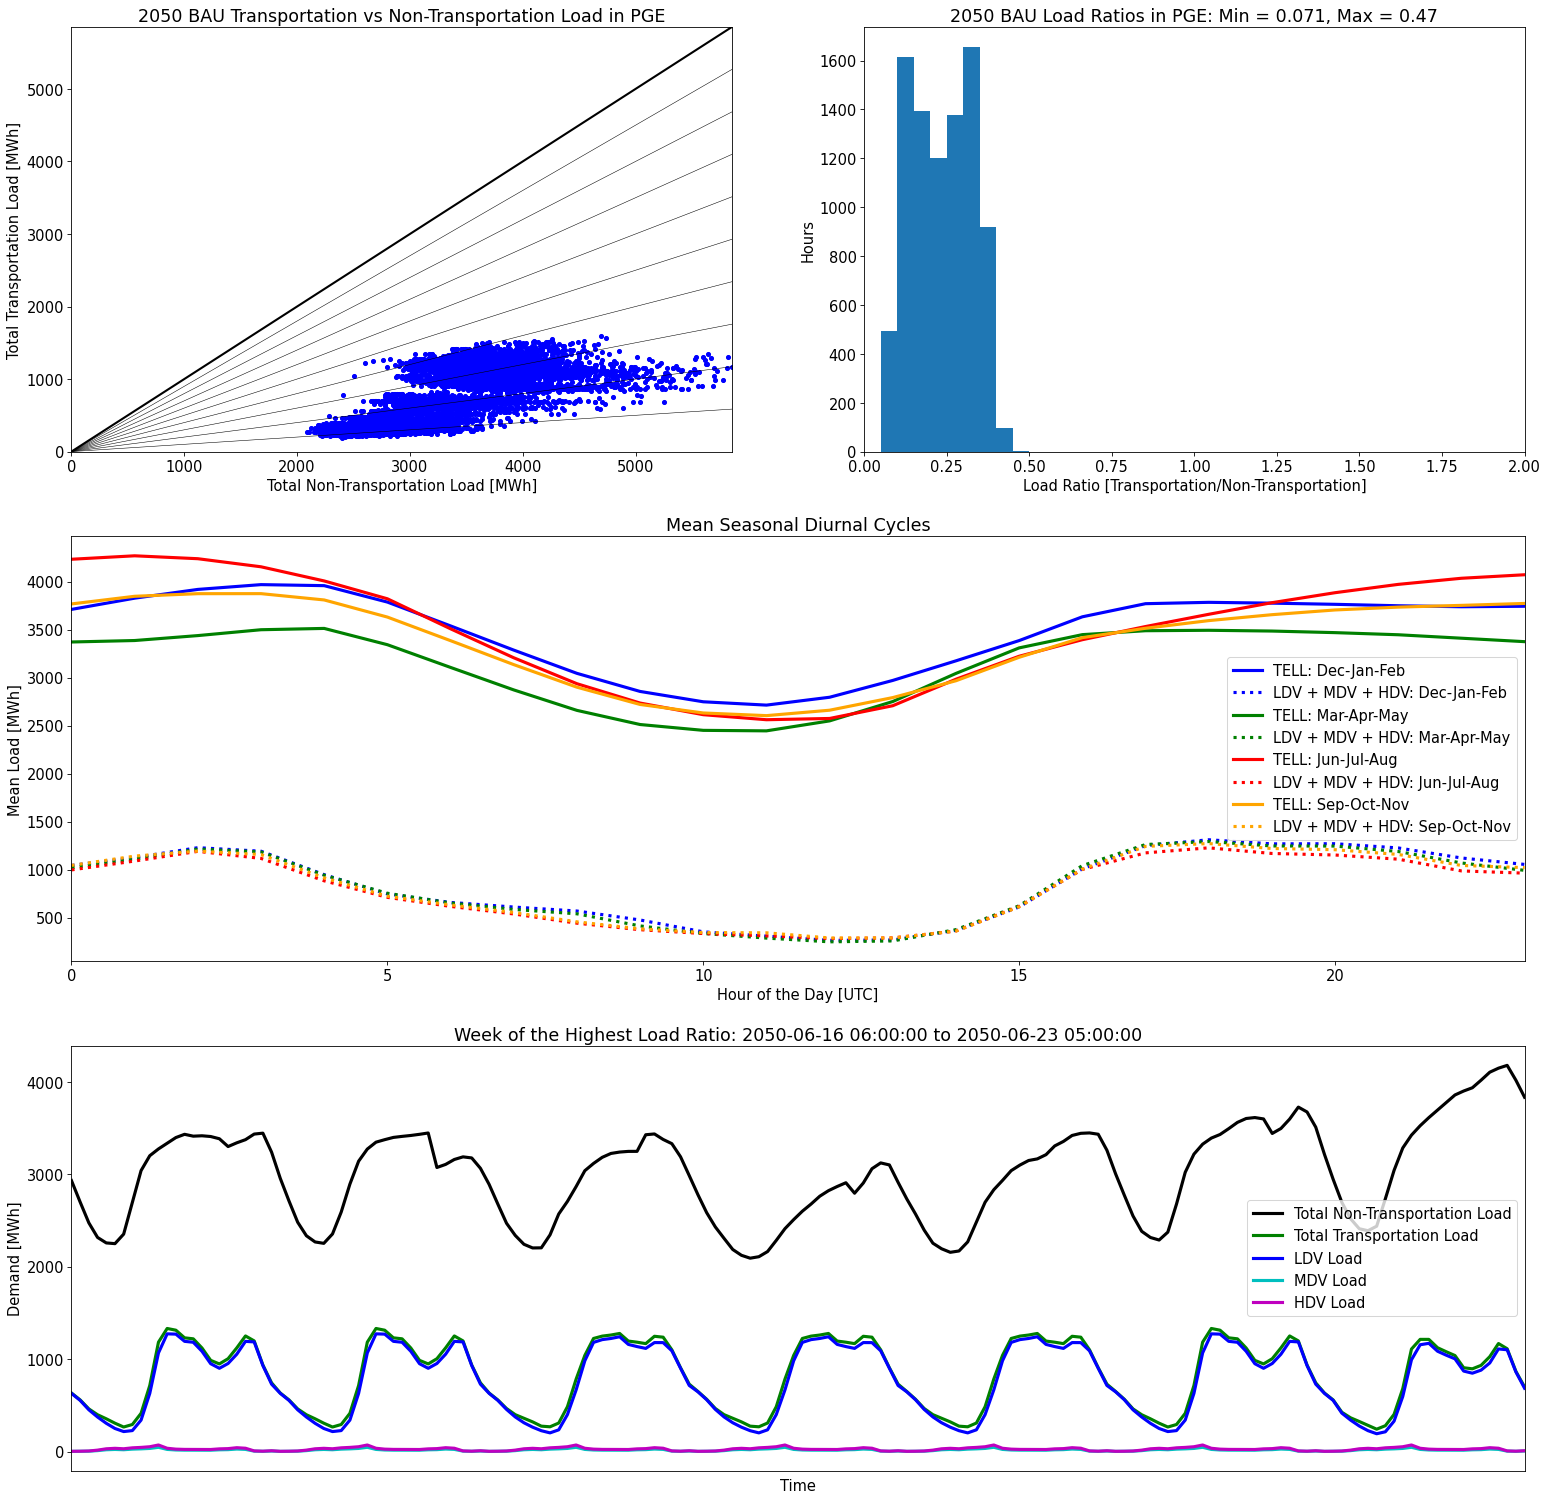 2050 BAU Transportation vs Non-Transportation Load in PGE
Total Transportation Load [MWh]
5000
4000
3000
2000
1000
0
0 1000 2000 3000 4000 5000
Total Non-Transportation Load [MWh]
2050 BAU Load Ratios in PGE: Min = 0.071, Max = 0.47
Hours
1600
1400
1200
1000
800
600
400
200
0
0.00 0.25 0.50 0.75 1.00 1.25 1.50 1.75 2.00
Load Ratio [Transportation/Non-Transportation]
Mean Seasonal Diurnal Cycles
Mean Load [MWh]
4000
3500
3000
2500
2000
1500
1000
500
TELL: Dec-Jan-Feb
LDV + MDV + HDV: Dec-Jan-Feb
TELL: Mar-Apr-May
LDV + MDV + HDV: Mar-Apr-May
TELL: Jun-Jul-Aug
LDV + MDV + HDV: Jun-Jul-Aug
TELL: Sep-Oct-Nov
LDV + MDV + HDV: Sep-Oct-Nov
0 5 10 15 20
Hour of the Day [UTC]
Week of the Highest Load Ratio: 2050-06-16 06:00:00 to 2050-06-23 05:00:00
Demand [MWh]
4000
3000
2000
1000
0
Total Non-Transportation Load
Total Transportation Load
LDV Load
MDV Load
HDV Load
Time